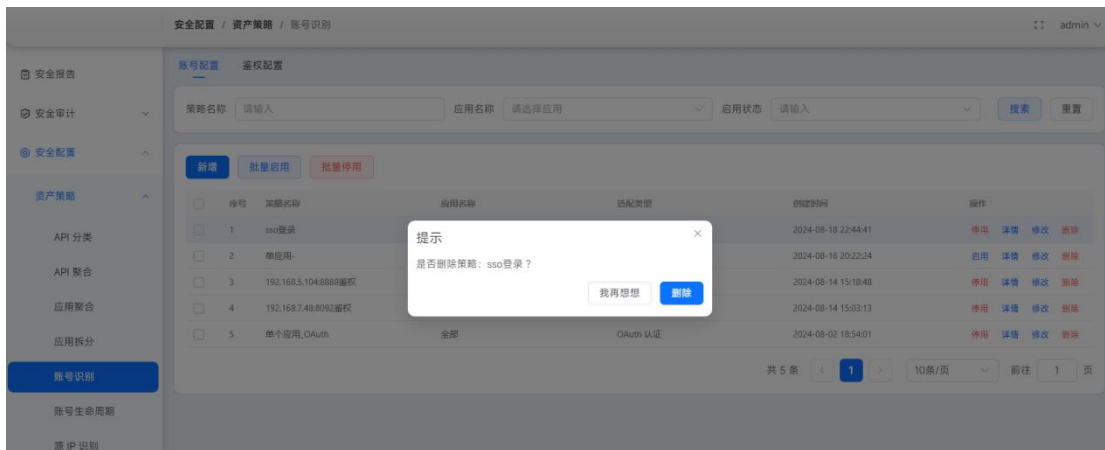 安全配置 / 资产策略 / 账号识别 admin
安全报告
安全审计
安全配置
资产策略
API 分类
API 聚合
应用聚合
应用拆分
账号识别
账号生命周期
源 IP 识别
账号配置 鉴权配置
策略名称 请输入 应用名称 请选择应用 启用状态 请输入 搜索 重置
新增 批量启用 批量停用
序号 策略名称 应用名称 适配类型 创建时间 操作
1 sso登录 2024-08-18 22:44:41 停用 详情 修改 删除
2 单应用- 2024-08-16 20:22:24 启用 详情 修改 删除
3 192.168.5.104:8888鉴权 2024-08-14 15:18:48 停用 详情 修改 删除
4 192.168.7.48:8092鉴权 2024-08-14 15:03:13 停用 详情 修改 删除
5 单个应用_OAuth 全部 OAuth 认证 2024-08-02 18:54:01 停用 详情 修改 删除
提示
是否删除策略：sso登录？
我再想想 删除
共 5 条 1 10条/页 前往 1 页